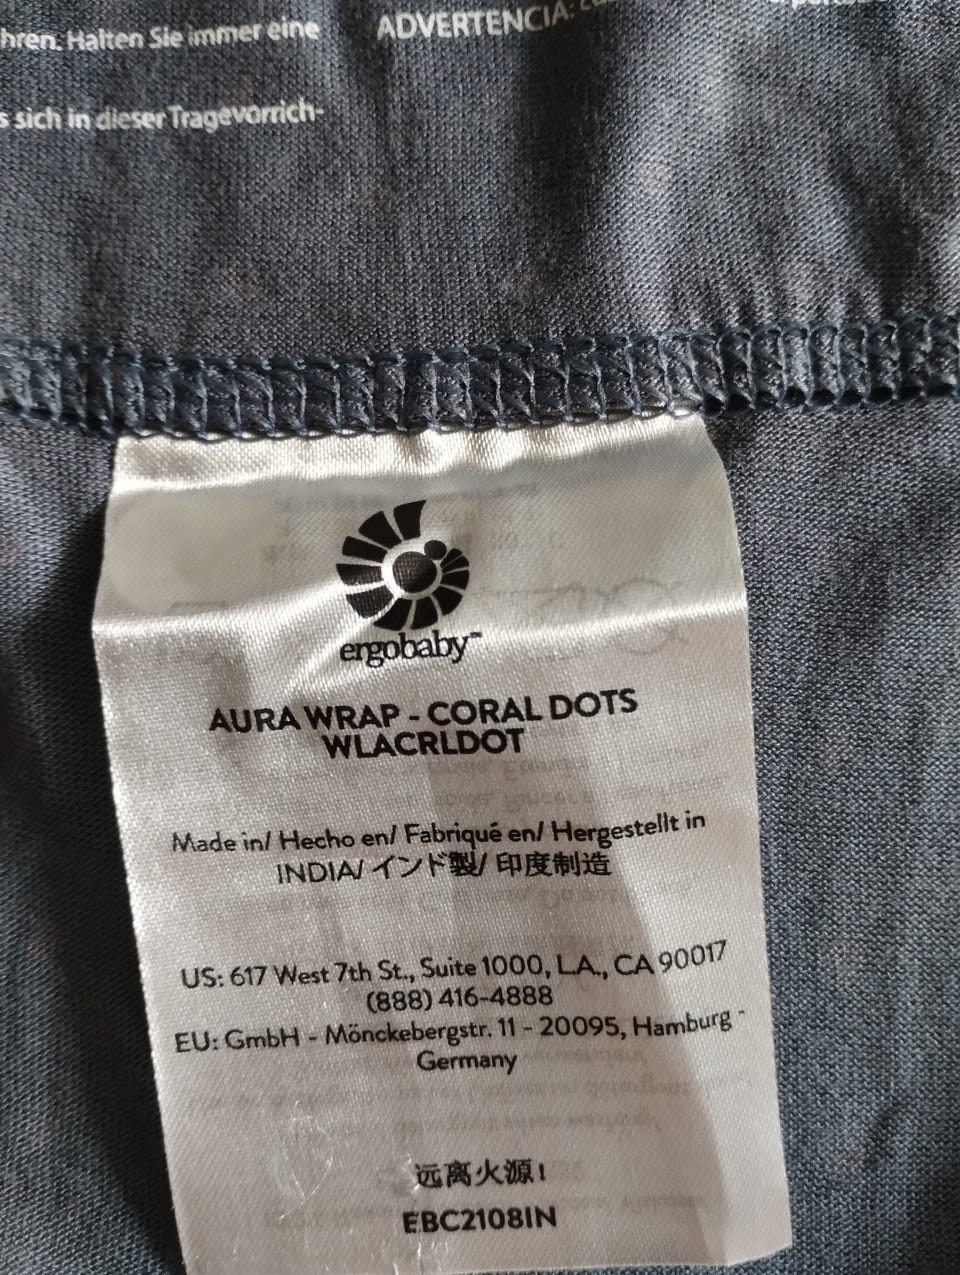 hren. Halten Sie immer eine
ADVERTENCIA:
s sich in dieser Tragevorrich-
ergobaby™
AURA WRAP - CORAL DOTS
WLACRLDOT
Made in/ Hecho en/ Fabriqué en/ Hergestellt in
INDIA/ インド製/ 印度制造
US: 617 West 7th St., Suite 1000, L.A., CA 90017
(888) 416-4888
EU: GmbH - Mönckebergstr. 11 - 20095, Hamburg -
Germany
远离火源!
EBC2108IN